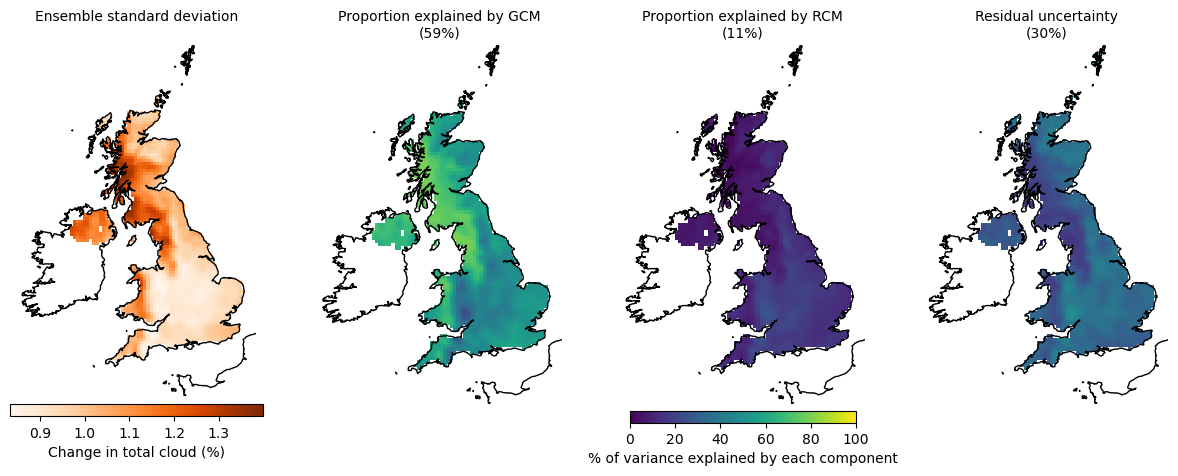 Ensemble standard deviation
Proportion explained by GCM
(59%)
Proportion explained by RCM
(11%)
Residual uncertainty
(30%)
0.9 1.0 1.1 1.2 1.3
Change in total cloud (%)
0 20 40 60 80 100
% of variance explained by each component